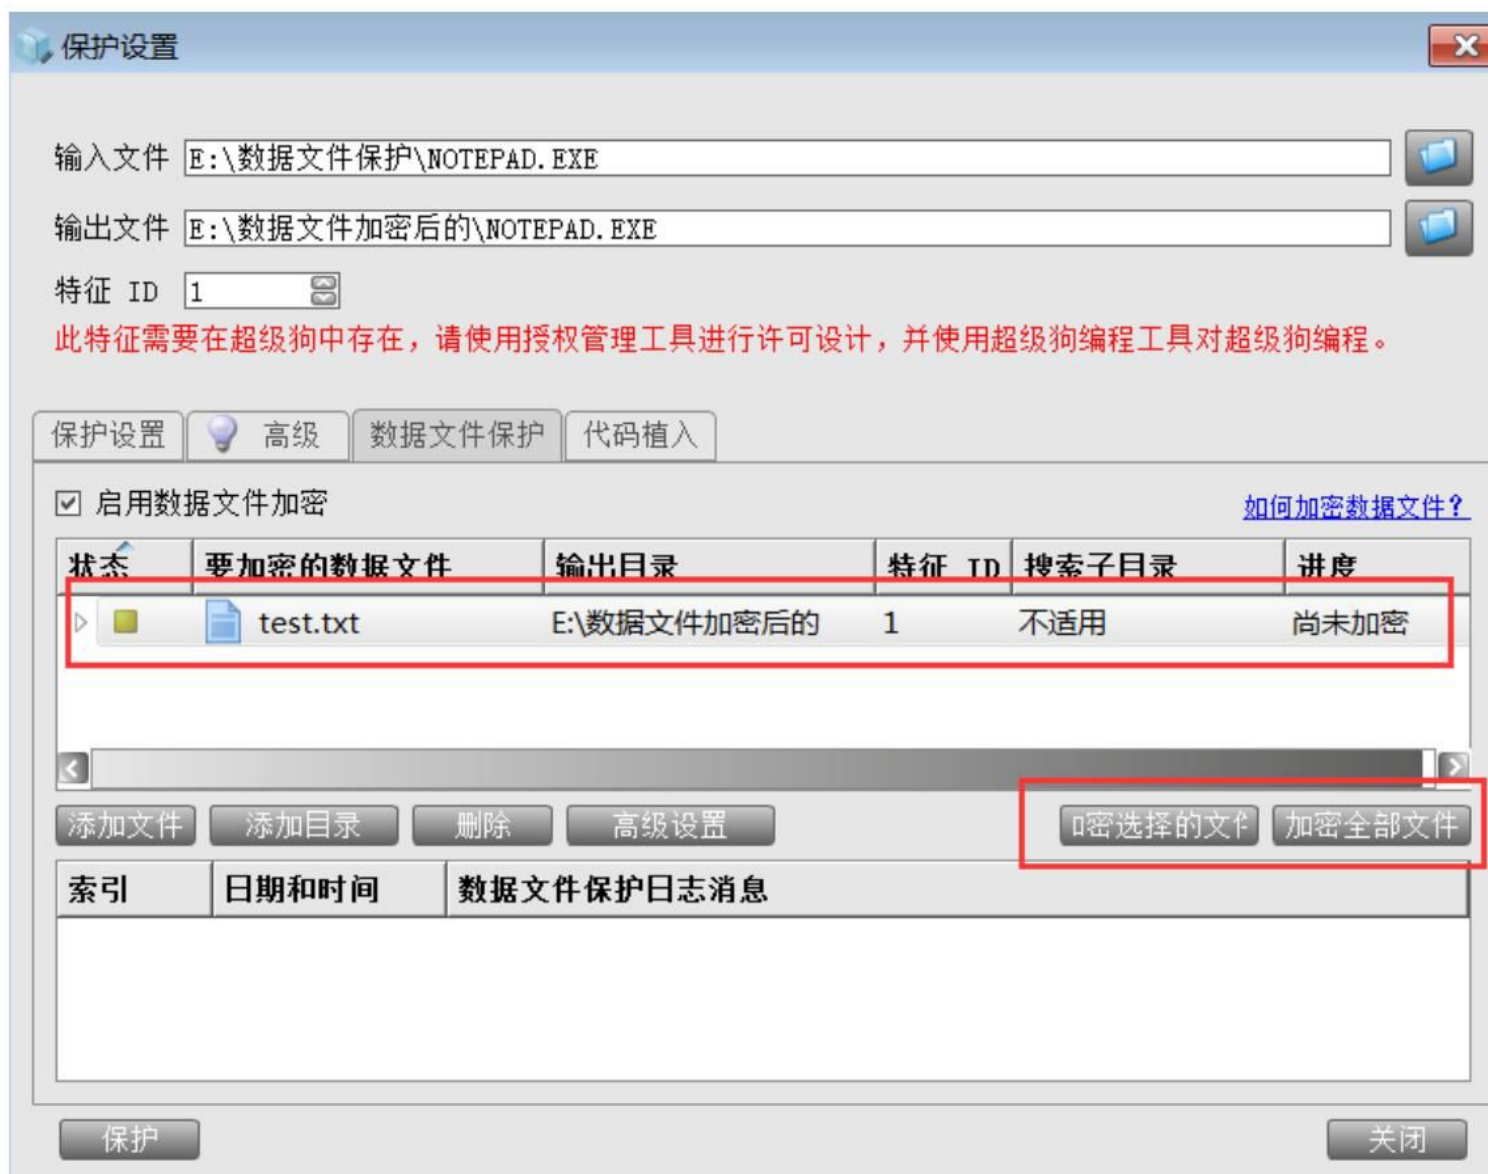 保护设置
输入文件 E:\数据文件保护\NOTEPAD.EXE
输出文件 E:\数据文件加密后的\NOTEPAD.EXE
特征 ID 1
此特征需要在超级狗中存在，请使用授权管理工具进行许可设计，并使用超级狗编程工具对超级狗编程。
保护设置 高级 数据文件保护 代码植入
启用数据文件加密 如何加密数据文件?
状态 要加密的数据文件 输出目录 特征 ID 搜索子目录 进度
test.txt E:\数据文件加密后的 1 不适用 尚未加密
添加文件 添加目录 删除 高级设置 密选择的文 加密全部文件
索引 日期和时间 数据文件保护日志消息
保护 关闭